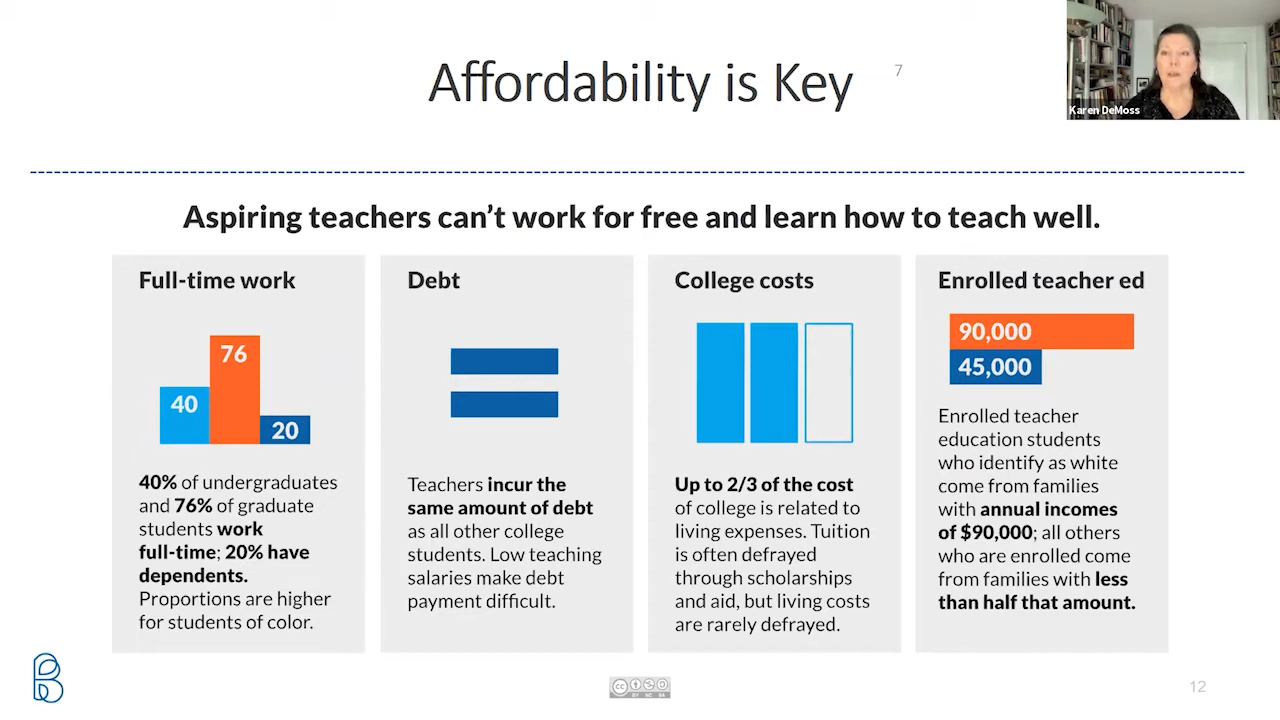 Affordability is Key
7
Karen DeMoss
Aspiring teachers can’t work for free and learn how to teach well.
Full-time work
40
76
20
40% of undergraduates
and 76% of graduate
students work
full-time; 20% have
dependents.
Proportions are higher
for students of color.
Debt
Teachers incur the
same amount of debt
as all other college
students. Low teaching
salaries make debt
payment difficult.
College costs
Up to 2/3 of the cost
of college is related to
living expenses. Tuition
is often defrayed
through scholarships
and aid, but living costs
are rarely defrayed.
Enrolled teacher ed
90,000
45,000
Enrolled teacher
education students
who identify as white
come from families
with annual incomes
of $90,000; all others
who are enrolled come
from families with less
than half that amount.
cc
BY NC SA
12